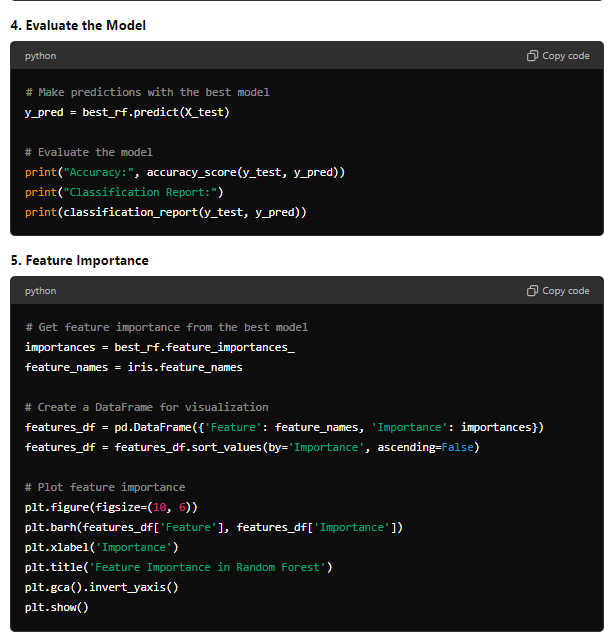 4. Evaluate the Model
python
Copy code
# Make predictions with the best model
y_pred = best_rf.predict(X_test)
# Evaluate the model
print("Accuracy:", accuracy_score(y_test, y_pred))
print("Classification Report:")
print(classification_report(y_test, y_pred))
5. Feature Importance
python
Copy code
# Get feature importance from the best model
importances = best_rf.feature_importances_
feature_names = iris.feature_names
# Create a DataFrame for visualization
features_df = pd.DataFrame({'Feature': feature_names, 'Importance': importances})
features_df = features_df.sort_values(by='Importance', ascending=False)
# Plot feature importance
plt.figure(figsize=(10, 6))
plt.barh(features_df['Feature'], features_df['Importance'])
plt.xlabel('Importance')
plt.title('Feature Importance in Random Forest')
plt.gca().invert_yaxis()
plt.show()